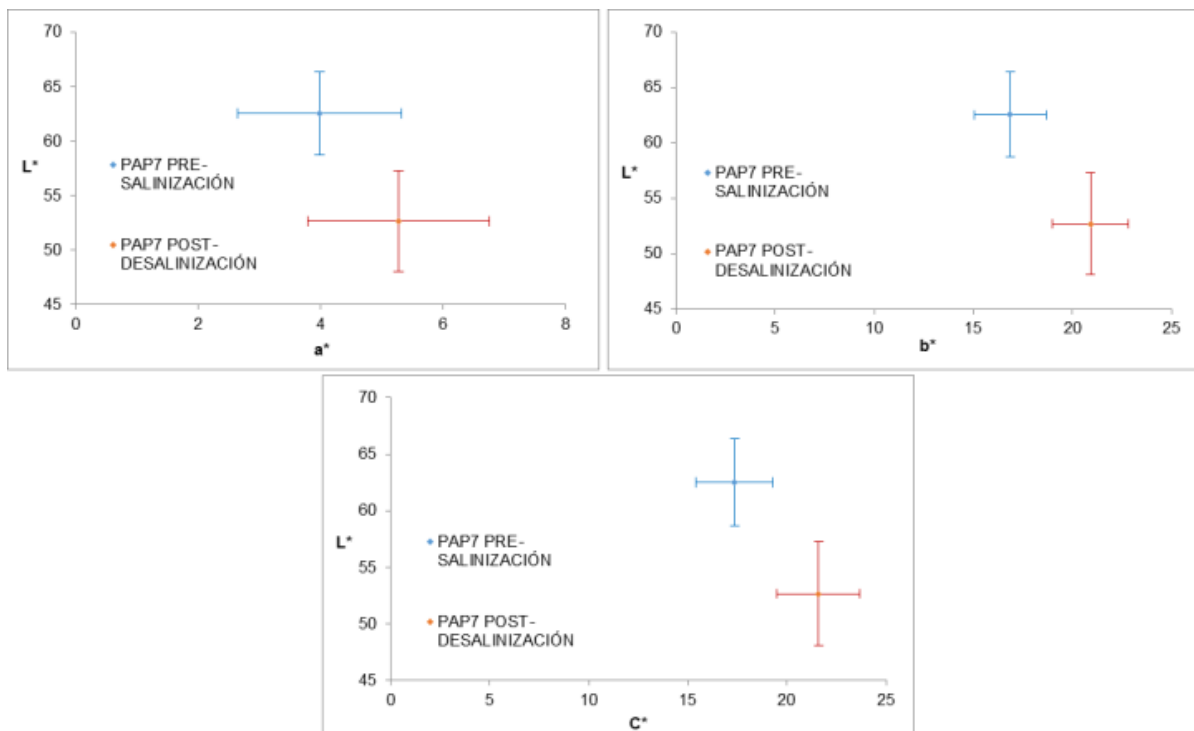 70
65
60
L*
PAP7 PRE-
SALINIZACIÓN
55
50
PAP7 POST-
DESALINIZACIÓN
45
0 2 4 6 8
a*
70
65
60
L*
PAP7 PRE-
SALINIZACIÓN
55
50
PAP7 POST-
DESALINIZACIÓN
45
0 5 10 15 20 25
b*
70
65
60
L*
PAP7 PRE-
SALINIZACIÓN
55
50
PAP7 POST-
DESALINIZACIÓN
45
0 5 10 15 20 25
C*